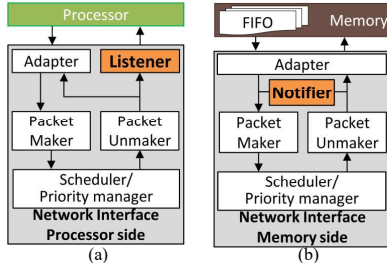 Processor
Adapter
Listener
Packet
Maker
Packet
Unmaker
Scheduler/
Priority manager
Network Interface
Processor side
(a)
FIFO
Memory
Adapter
Notifier
Packet
Maker
Packet
Unmaker
Scheduler/
Priority manager
Network Interface
Memory side
(b)